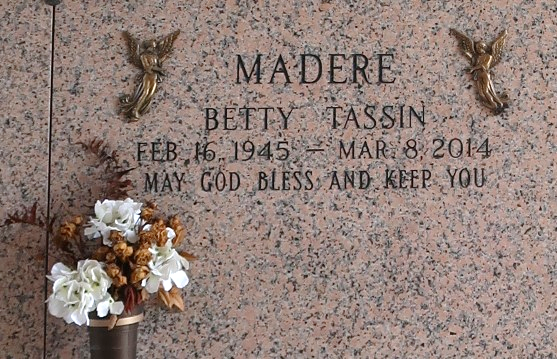 MADERE
BETTY TASSIN
FEB. 16, 1945 – MAR. 8, 2014
MAY GOD BLESS AND KEEP YOU